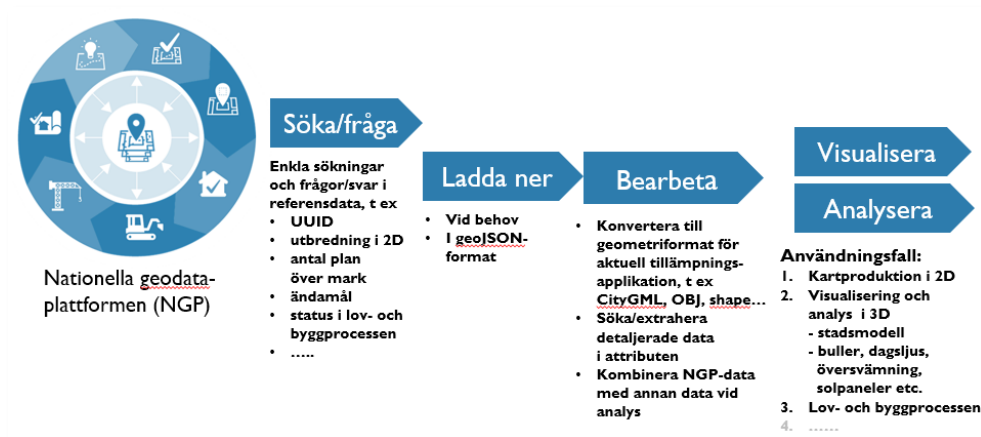 Nationella geodata-
plattformen (NGP)
Söka/fråga
Enkla sökningar
och frågor/svar i
referensdata, t ex
• UUID
• utbredning i 2D
• antal plan
över mark
• ändamål
• status i lov- och
byggprocessen
• …..
Ladda ner
• Vid behov
• I geoJSON-
format
Bearbeta
• Konvertera till
geometriformat för
aktuell tillämpnings-
applikation, t ex
CityGML, OBJ, shape…
• Söka/extrahera
detaljerade data
i attributen
• Kombinera NGP-data
med annan data vid
analys
Visualisera
Analysera
Användningsfall:
1. Kartproduktion i 2D
2. Visualisering och
analys i 3D
- stadsmodell
- buller, dagsljus,
översvämning,
solpaneler etc.
3. Lov- och byggprocessen
4. ……